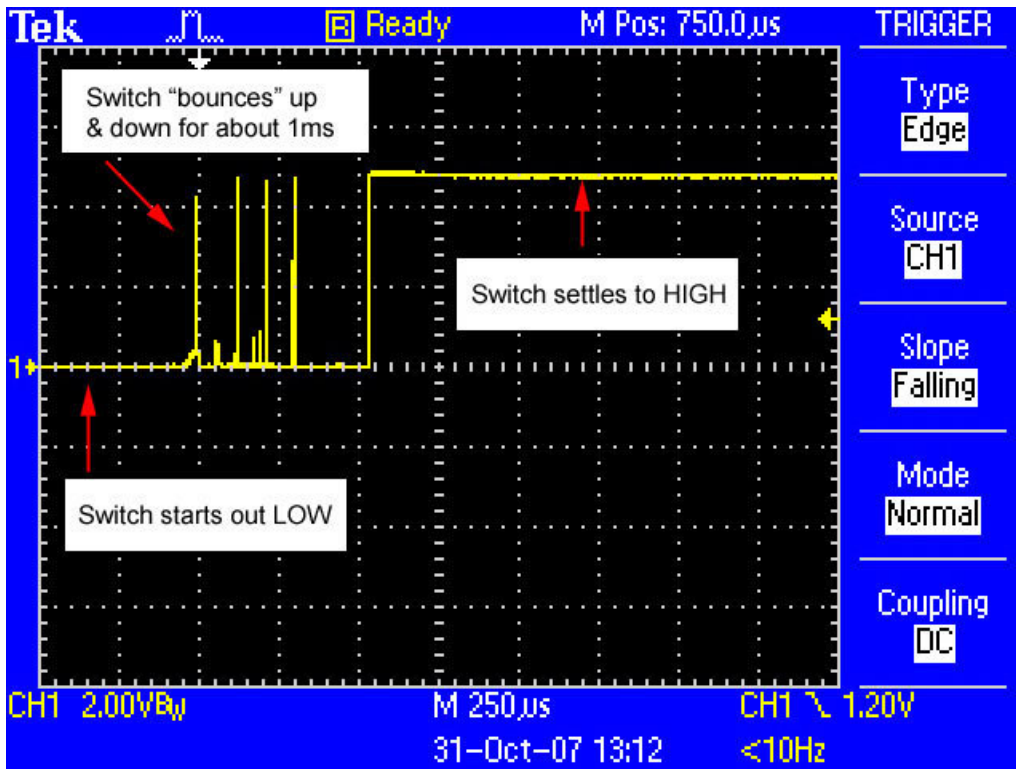 Tek R Ready M Pos: 750.0µs TRIGGER
Switch “bounces” up
& down for about 1ms
Type
Edge
Source
CH1
Switch settles to HIGH
1
Slope
Falling
Switch starts out LOW
Mode
Normal
Coupling
DC
CH1 2.00VBW M 250µs CH1 1.20V
31-Oct-07 13:12 <10Hz